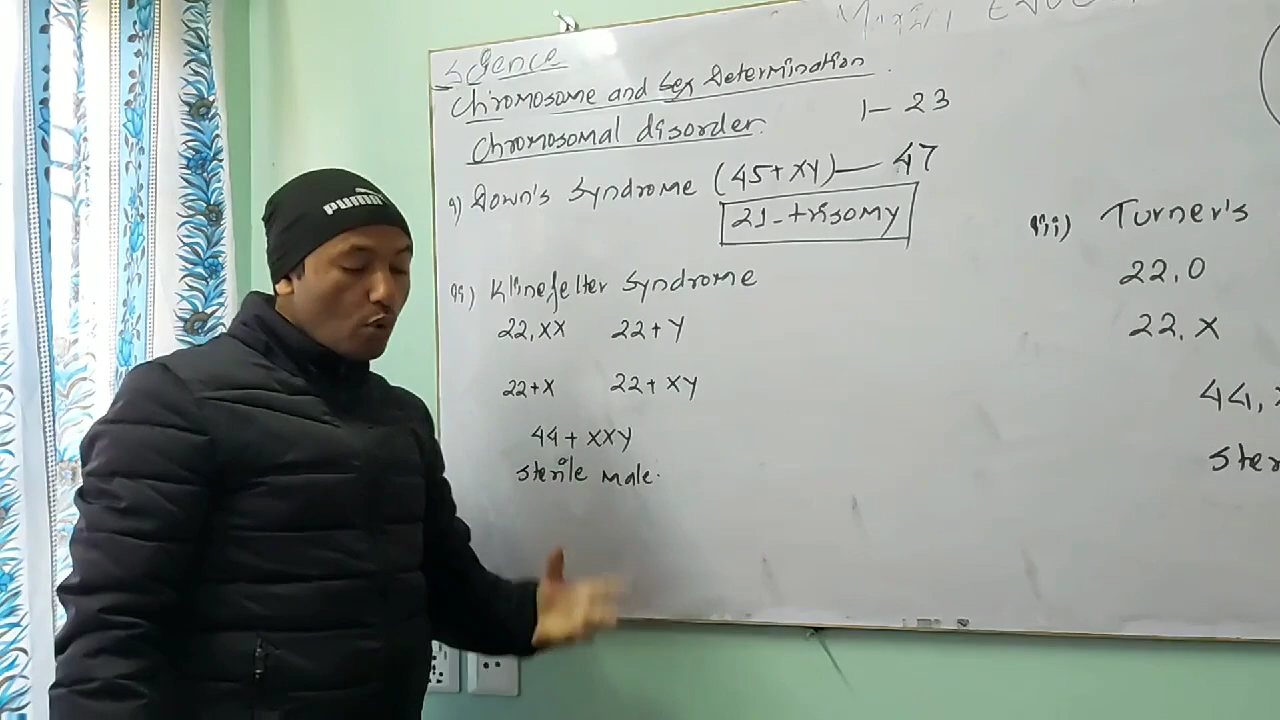 Science
Chromosome and Sex Determination
Chromosomal disorder.
1 - 23
i) Down's Syndrome (45+XY) — 47
21 - trisomy
ii) Klinefelter Syndrome
22, XX 22 + Y
22+X 22+ XY
44 + XXY
sterile male.
iii) Turner's
22, 0
22, X
44,
ster
PUMA